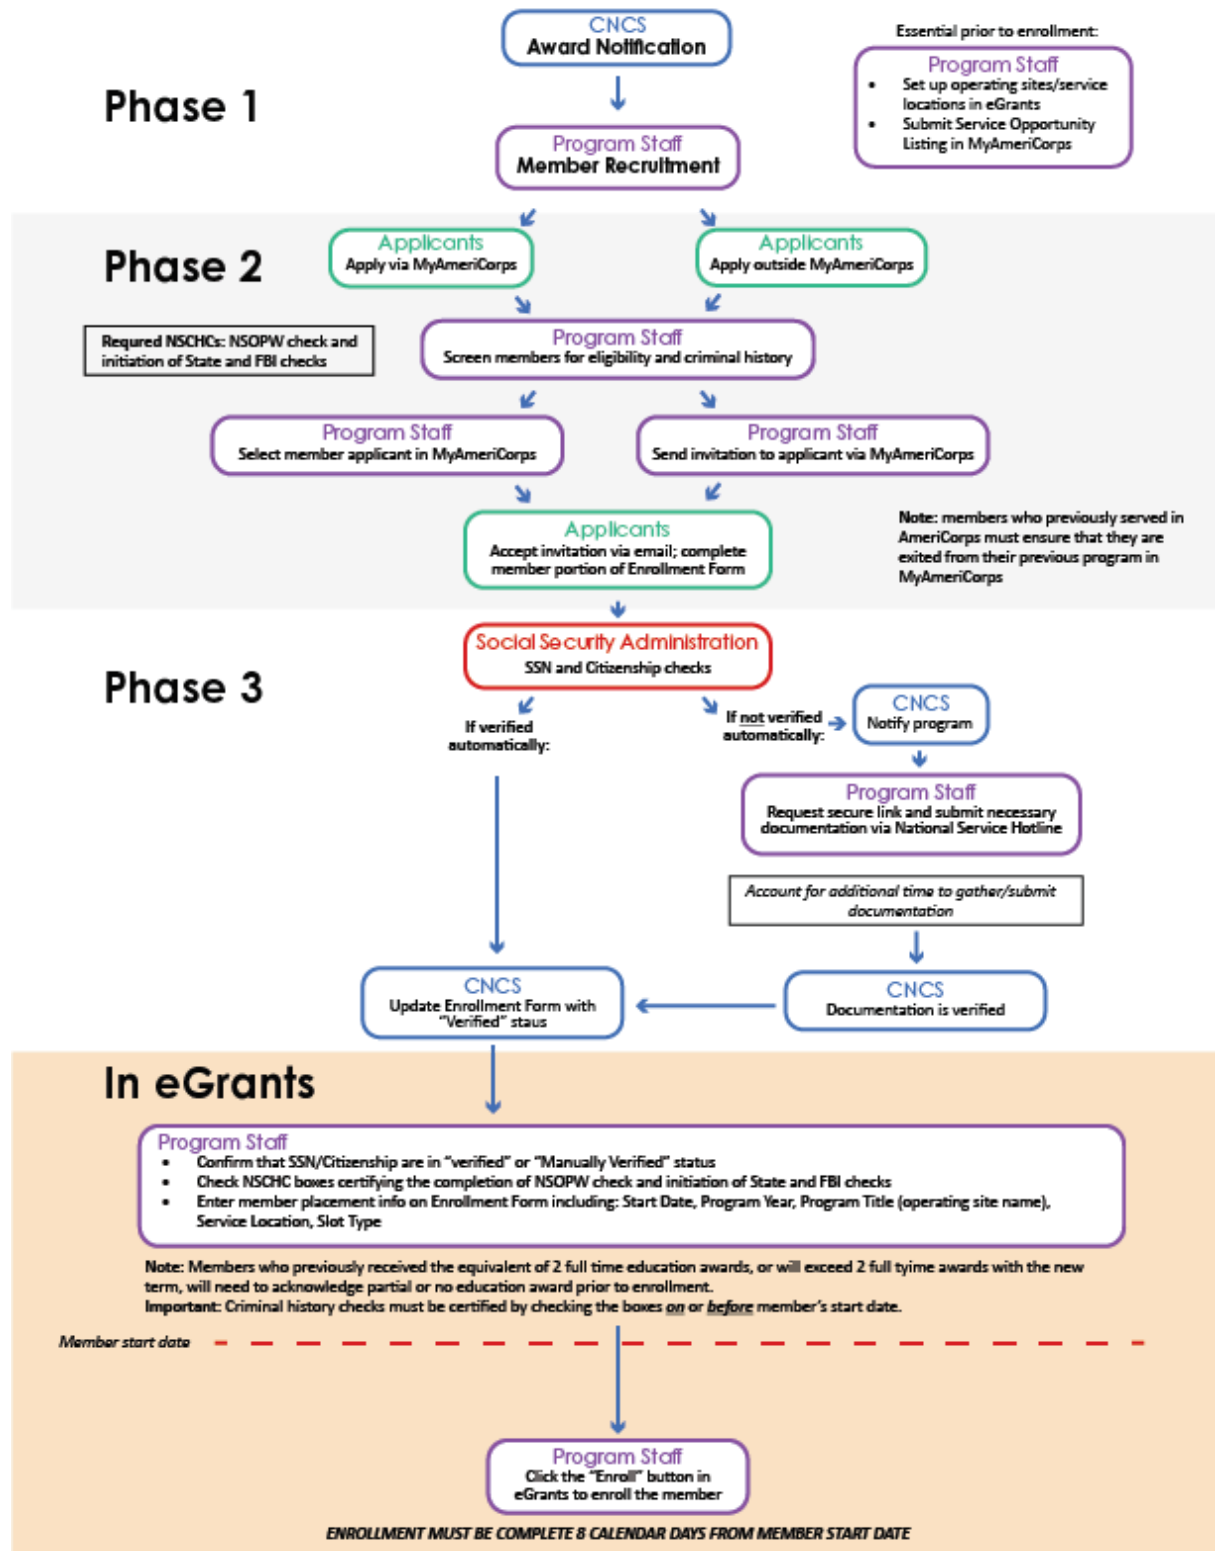 CNCS
Award Notification
Essential prior to enrollment:
Program Staff
• Set up operating sites/service
locations in eGrants
• Submit Service Opportunity
Listing in MyAmeriCorps
Phase 1
Program Staff
Member Recruitment
Phase 2
Applicants
Apply via MyAmeriCorps
Applicants
Apply outside MyAmeriCorps
Requred NSCHCs: NSOPW check and
initiation of State and FBI checks
Program Staff
Screen members for eligibility and criminal history
Program Staff
Select member applicant in MyAmeriCorps
Program Staff
Send invitation to applicant via MyAmeriCorps
Applicants
Accept invitation via email; complete
member portion of Enrollment Form
Note: members who previously served in
AmeriCorps must ensure that they are
exited from their previous program in
MyAmeriCorps
Phase 3
Social Security Administration
SSN and Citizenship checks
If verified
automatically:
If not verified
automatically:
CNCS
Notify program
Program Staff
Request secure link and submit necessary
documentation via National Service Hotline
Account for additional time to gather/submit
documentation
CNCS
Update Enrollment Form with
"Verified" staus
CNCS
Documentation is verified
In eGrants
Program Staff
• Confirm that SSN/Citizenship are in "verified" or "Manually Verified" status
• Check NSCHC boxes certifying the completion of NSOPW check and initiation of State and FBI checks
• Enter member placement info on Enrollment Form including: Start Date, Program Year, Program Title (operating site name),
Service Location, Slot Type
Note: Members who previously received the equivalent of 2 full time education awards, or will exceed 2 full tyime awards with the new
term, will need to acknowledge partial or no education award prior to enrollment.
Important: Criminal history checks must be certified by checking the boxes on or before member's start date.
Member start date
Program Staff
Click the "Enroll" button in
eGrants to enroll the member
ENROLLMENT MUST BE COMPLETE 8 CALENDAR DAYS FROM MEMBER START DATE